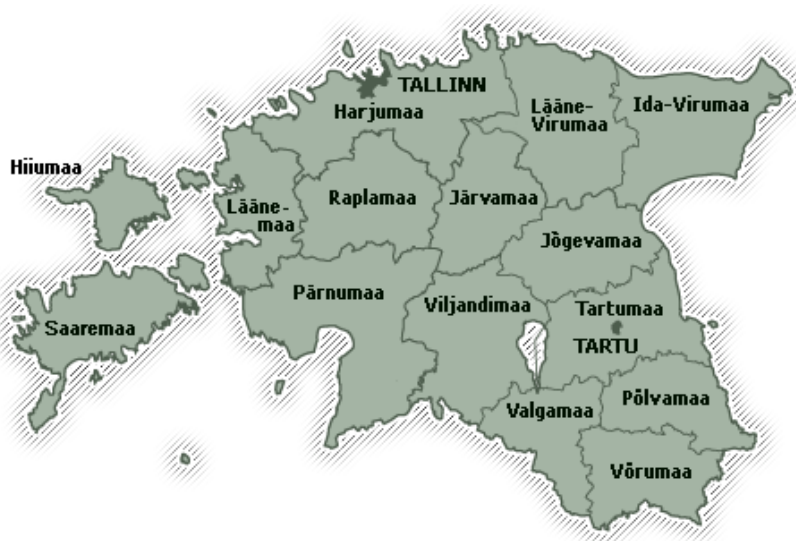 TALLINN
Harjumaa
Lääne-
Virumaa
Ida-Virumaa
Hiiumaa
Lääne-
maa
Raplamaa
Järvamaa
Jõgevamaa
Pärnumaa
Viljandimaa
Tartumaa
TARTU
Saaremaa
Valgamaa
Põlvamaa
Võrumaa